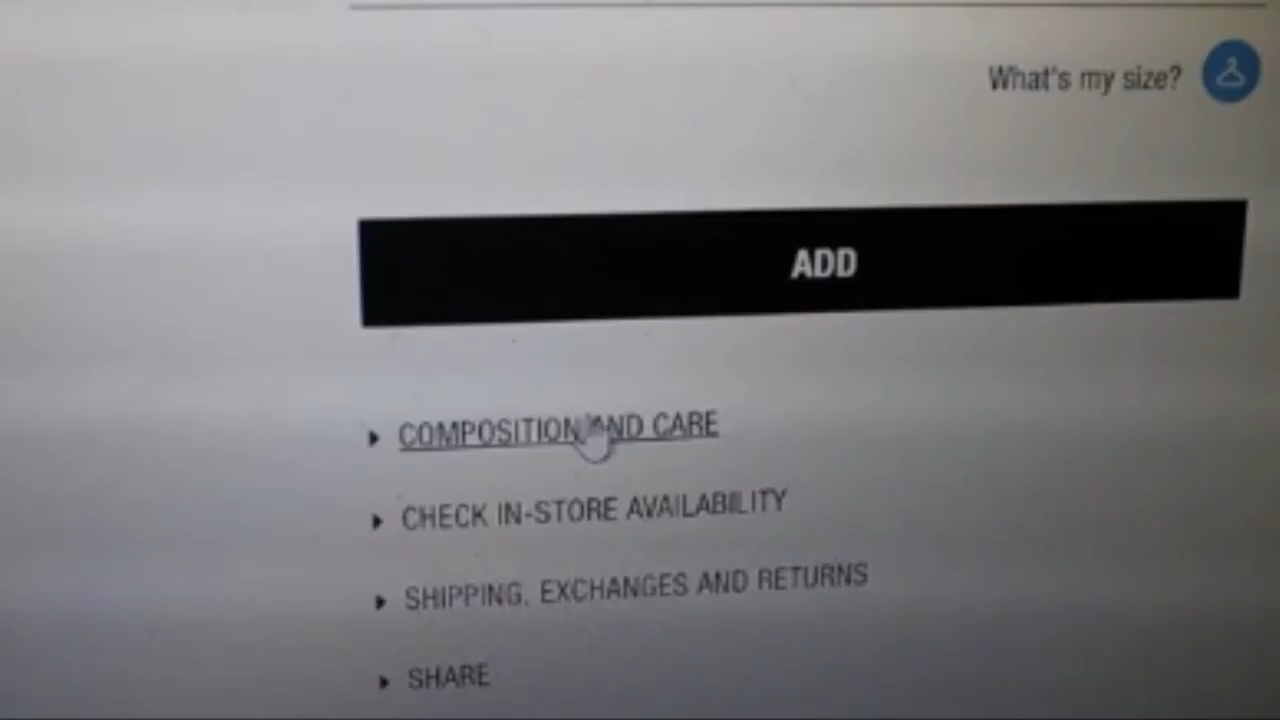 What's my size?
ADD
COMPOSITION AND CARE
CHECK IN-STORE AVAILABILITY
SHIPPING, EXCHANGES AND RETURNS
SHARE